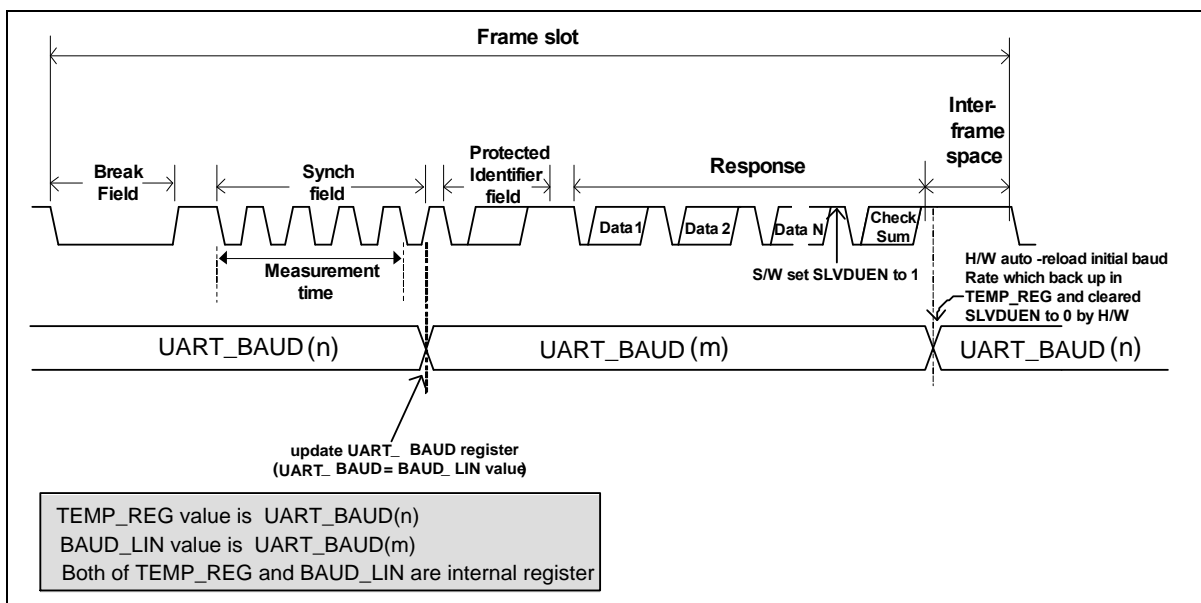 Frame slot
Inter-
frame
space
Break
Field
Synch
field
Protected
Identifier
field
Response
Data 1
Data 2
Data N
Check
Sum
Measurement
time
S/W set SLVDUEN to 1
H/W auto -reload initial baud
Rate which back up in
TEMP_REG and cleared
SLVDUEN to 0 by H/W
UART_BAUD (n)
UART_BAUD (m)
UART_BAUD (n)
update UART_ BAUD register
(UART_ BAUD = BAUD_ LIN value)
TEMP_REG value is UART_BAUD(n)
BAUD_LIN value is UART_BAUD(m)
Both of TEMP_REG and BAUD_LIN are internal register